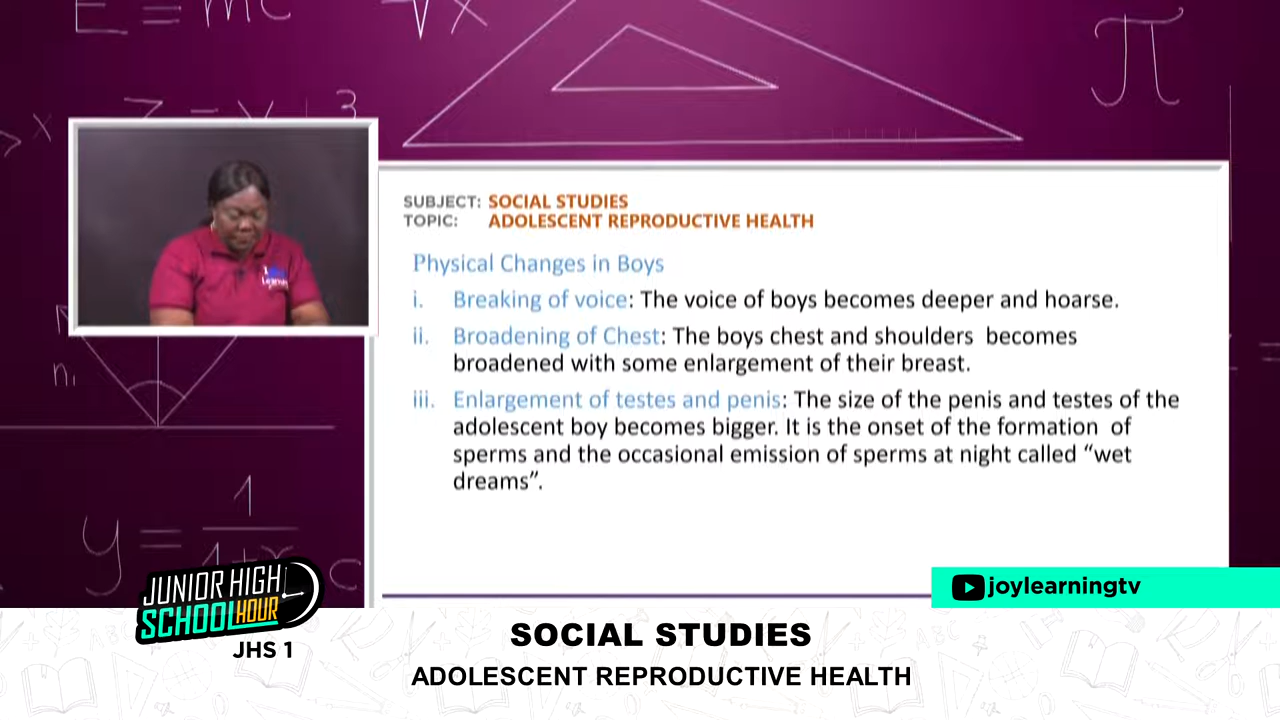 E = mc √x
π
> x z = y + 3
SUBJECT: SOCIAL STUDIES
TOPIC: ADOLESCENT REPRODUCTIVE HEALTH
Physical Changes in Boys
i. Breaking of voice: The voice of boys becomes deeper and hoarse.
ii. Broadening of Chest: The boys chest and shoulders becomes
broadened with some enlargement of their breast.
iii. Enlargement of testes and penis: The size of the penis and testes of the
adolescent boy becomes bigger. It is the onset of the formation of
sperms and the occasional emission of sperms at night called “wet
dreams”.
n₁
y = 1
JUNIOR HIGH
SCHOOL HOUR
JHS 1
joylearningtv
SOCIAL STUDIES
ADOLESCENT REPRODUCTIVE HEALTH